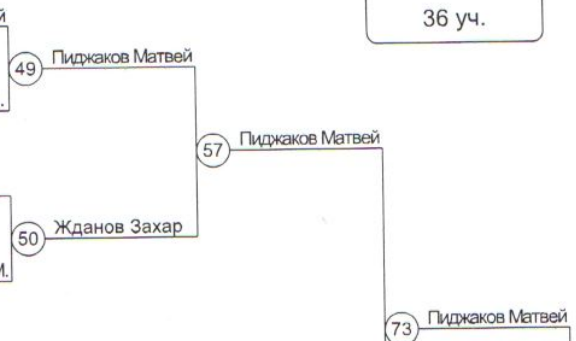 й
36 уч.
49
Пиджаков Матвей
.
57
Пиджаков Матвей
50
Жданов Захар
М.
73
Пиджаков Матвей